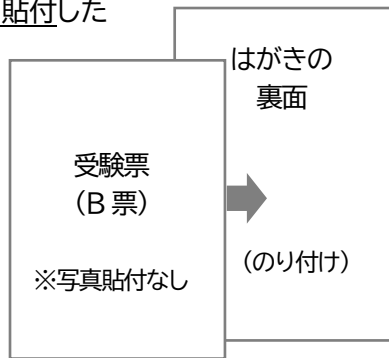 貼付した
はがきの
裏面
受験票
（B 票）
※写真貼付なし
（のり付け）